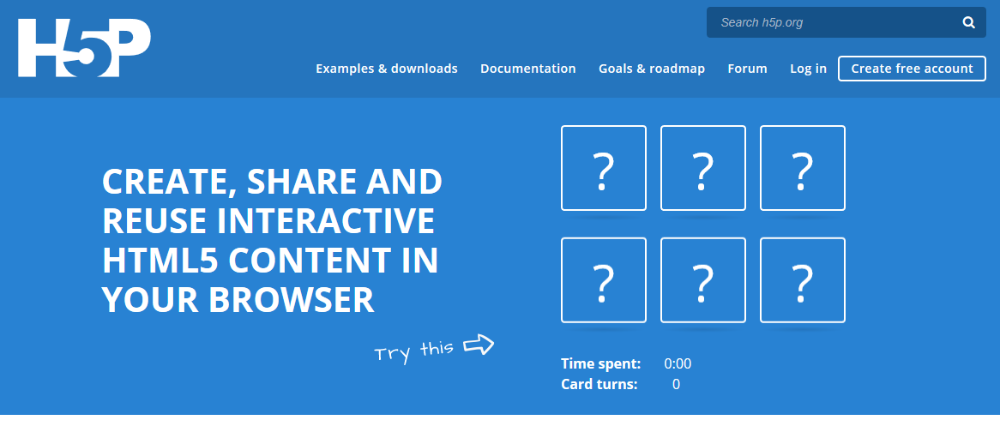 H5P
Search h5p.org
Examples & downloads Documentation Goals & roadmap Forum Log in Create free account
CREATE, SHARE AND
REUSE INTERACTIVE
HTML5 CONTENT IN
YOUR BROWSER
Try this
? ? ?
? ? ?
Time spent: 0:00
Card turns: 0